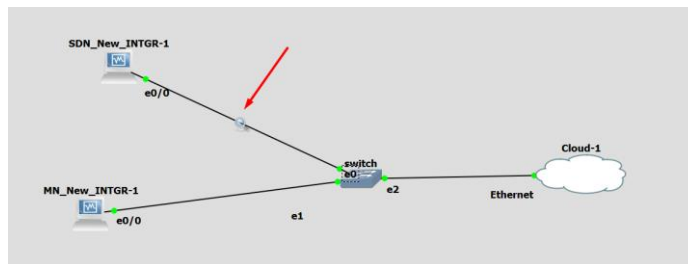 SDN_New_INTGR-1
e0/0
switch
e0
Cloud-1
e2
Ethernet
MN_New_INTGR-1
e0/0
e1